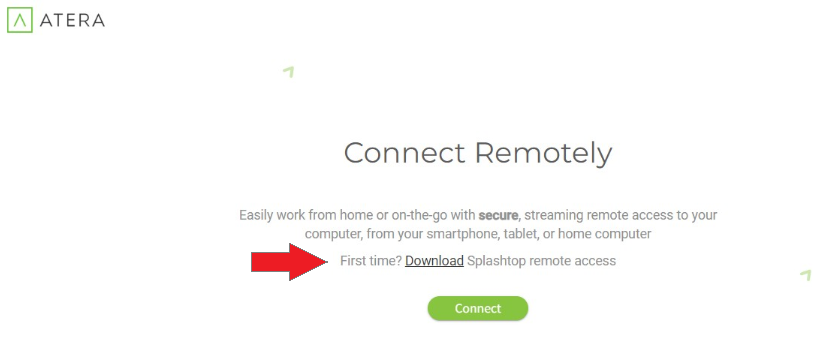 ATERA
Connect Remotely
Easily work from home or on-the-go with secure, streaming remote access to your
computer, from your smartphone, tablet, or home computer
First time? Download Splashtop remote access
Connect